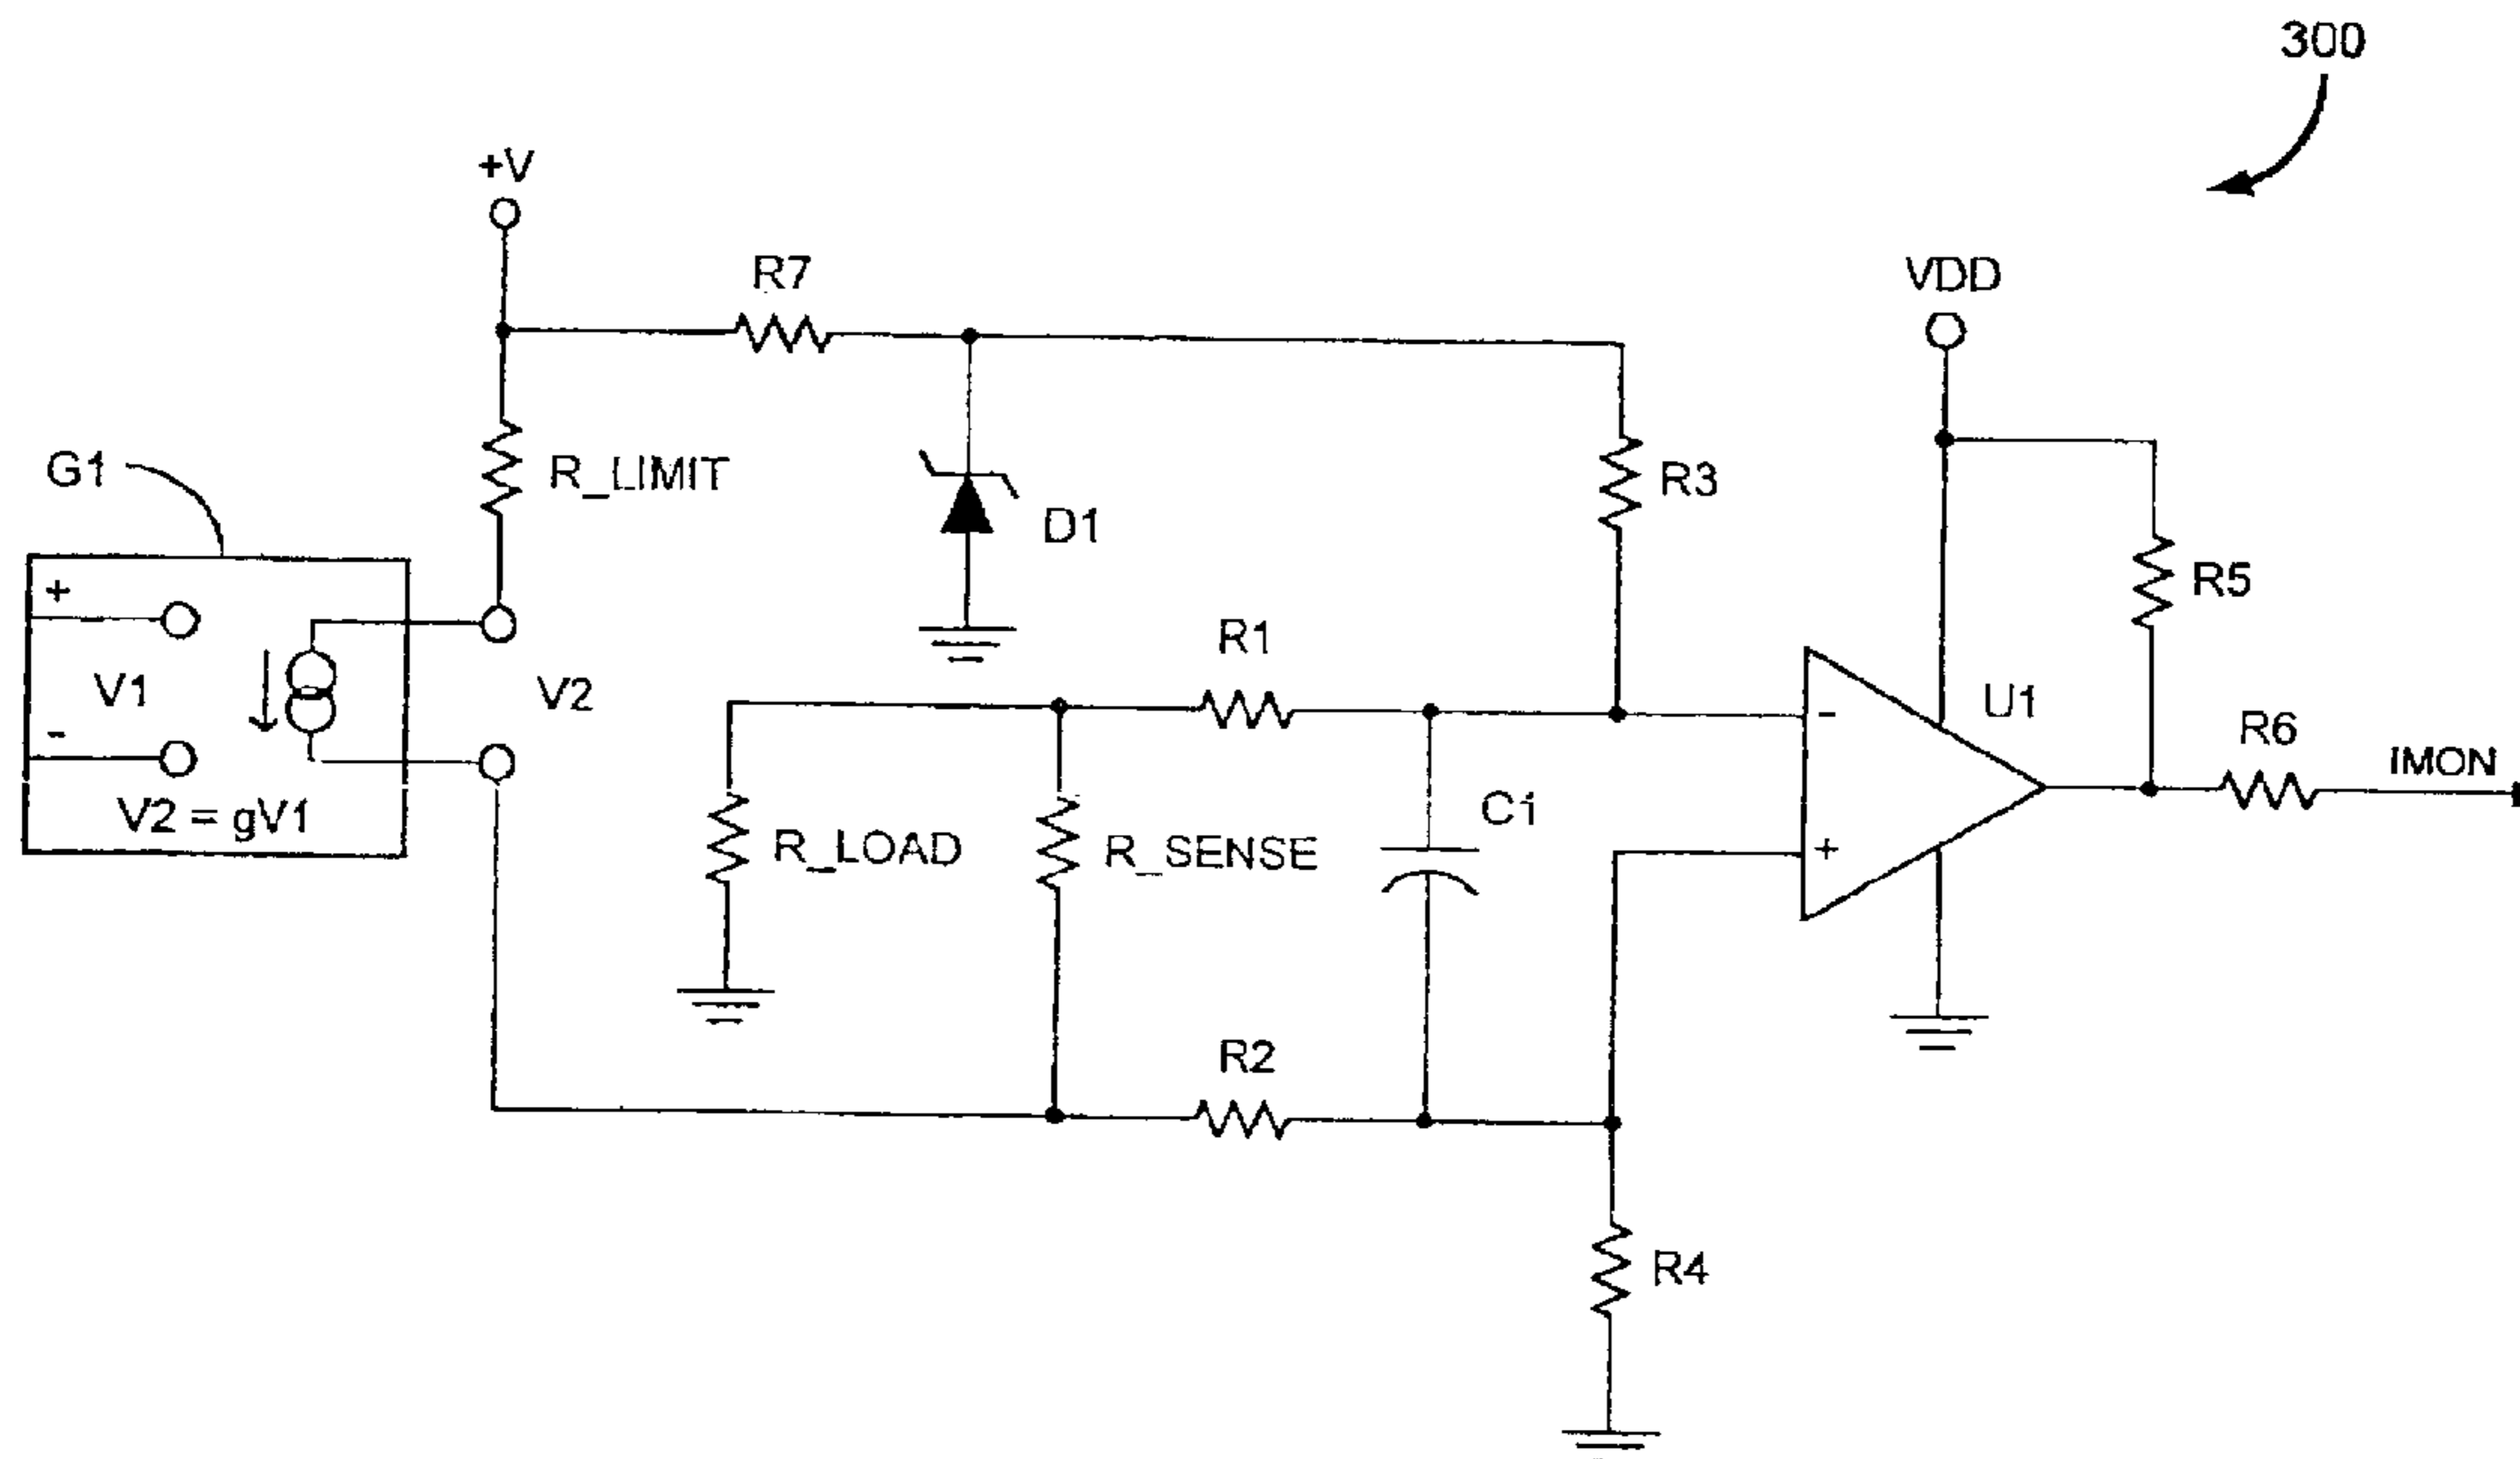 300
+V
R7
VDD
G1
R_LIMIT
R3
D1
R5
+
V1
-
V2 = gV1
V2
R1
-
U1
R6
IMON
R_LOAD
R_SENSE
C1
+
R2
R4